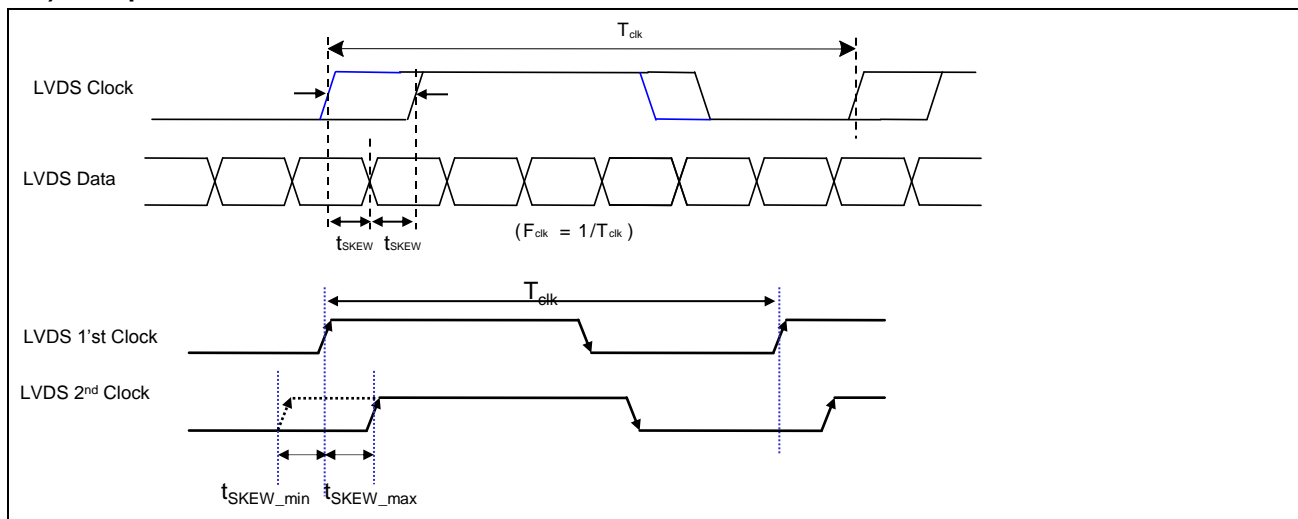 Tclk
LVDS Clock
LVDS Data
tSKEW tSKEW
(Fclk = 1/Tclk)
Tclk
LVDS 1'st Clock
LVDS 2nd Clock
tSKEW_min tSKEW_max